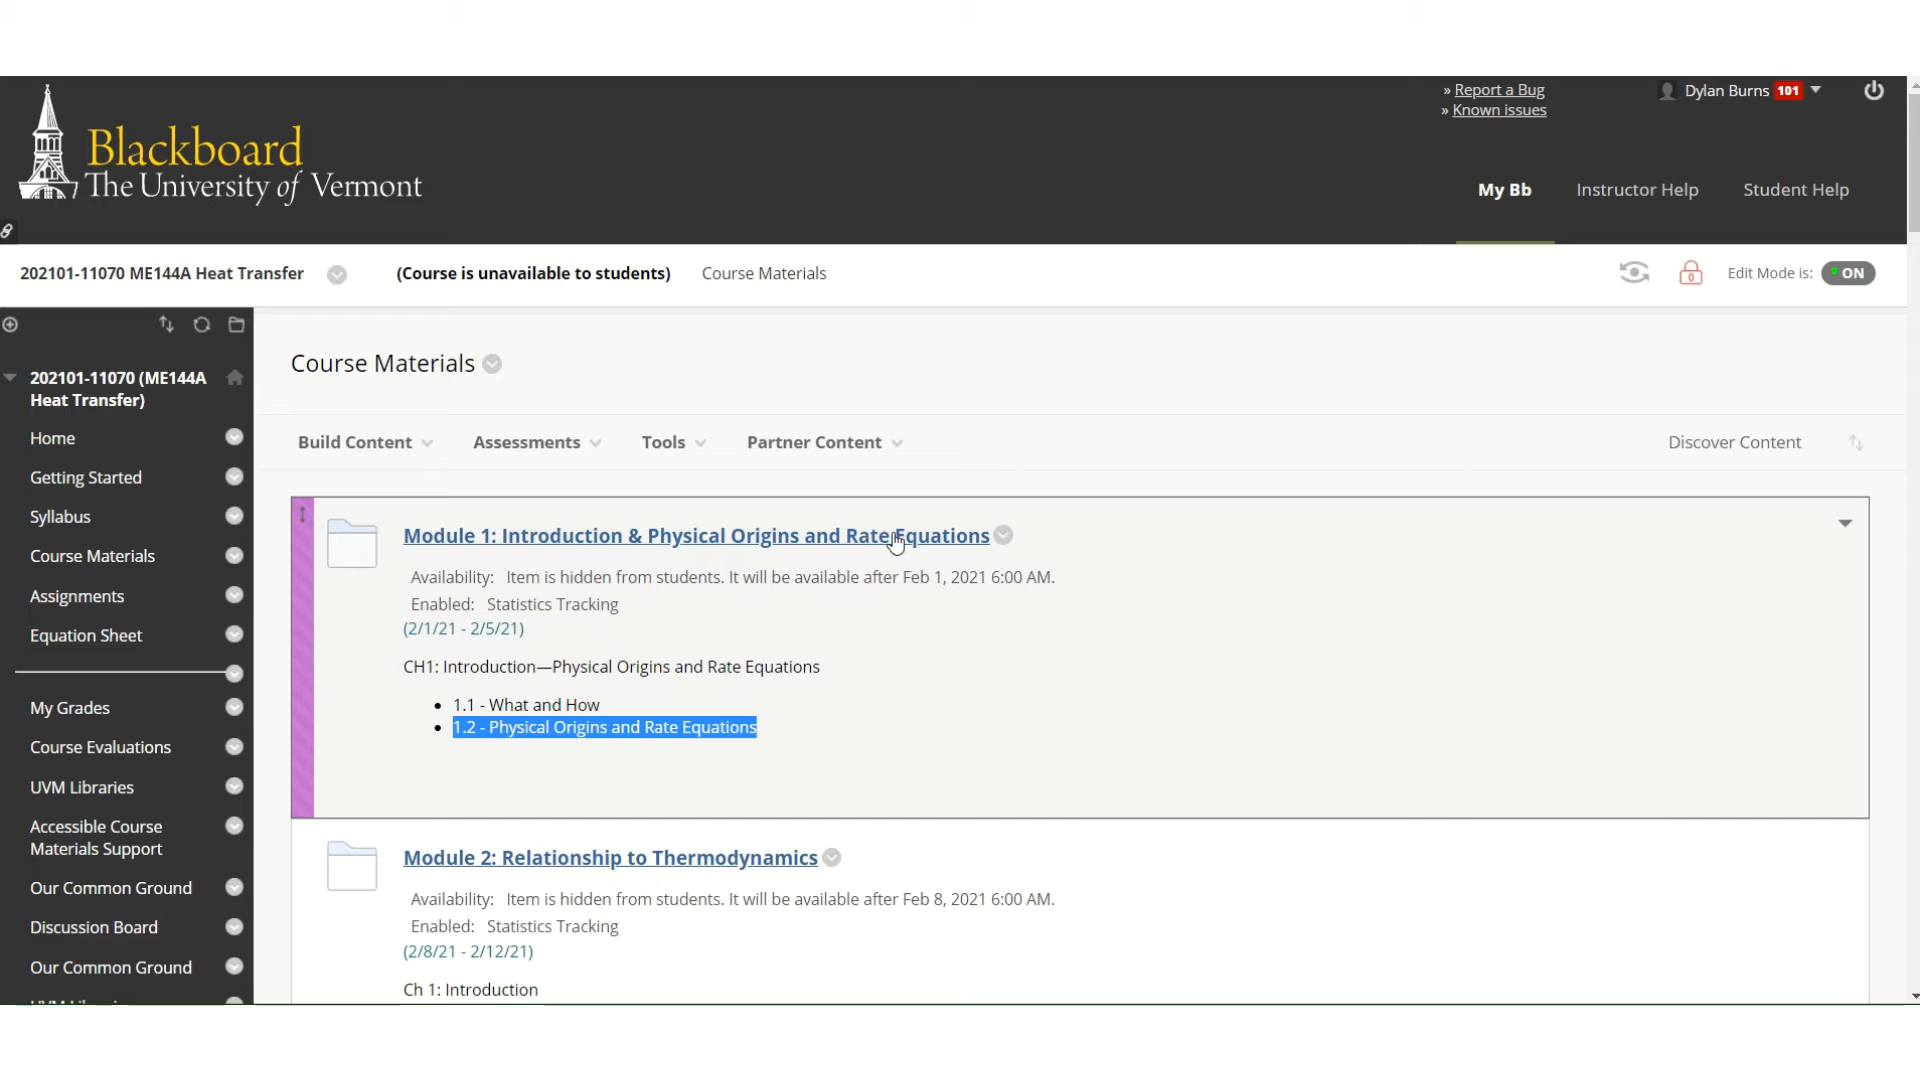 » Report a Bug
» Known issues
Dylan Burns 101
Blackboard
The University of Vermont
My Bb
Instructor Help
Student Help
202101-11070 ME144A Heat Transfer
(Course is unavailable to students)
Course Materials
Edit Mode is: ON
202101-11070 (ME144A
Heat Transfer)
Home
Getting Started
Syllabus
Course Materials
Assignments
Equation Sheet
My Grades
Course Evaluations
UVM Libraries
Accessible Course
Materials Support
Our Common Ground
Discussion Board
Our Common Ground
Course Materials
Build Content
Assessments
Tools
Partner Content
Discover Content
Module 1: Introduction & Physical Origins and Rate Equations
Availability: Item is hidden from students. It will be available after Feb 1, 2021 6:00 AM.
Enabled: Statistics Tracking
(2/1/21 - 2/5/21)
CH1: Introduction—Physical Origins and Rate Equations
• 1.1 - What and How
• 1.2 - Physical Origins and Rate Equations
Module 2: Relationship to Thermodynamics
Availability: Item is hidden from students. It will be available after Feb 8, 2021 6:00 AM.
Enabled: Statistics Tracking
(2/8/21 - 2/12/21)
Ch 1: Introduction